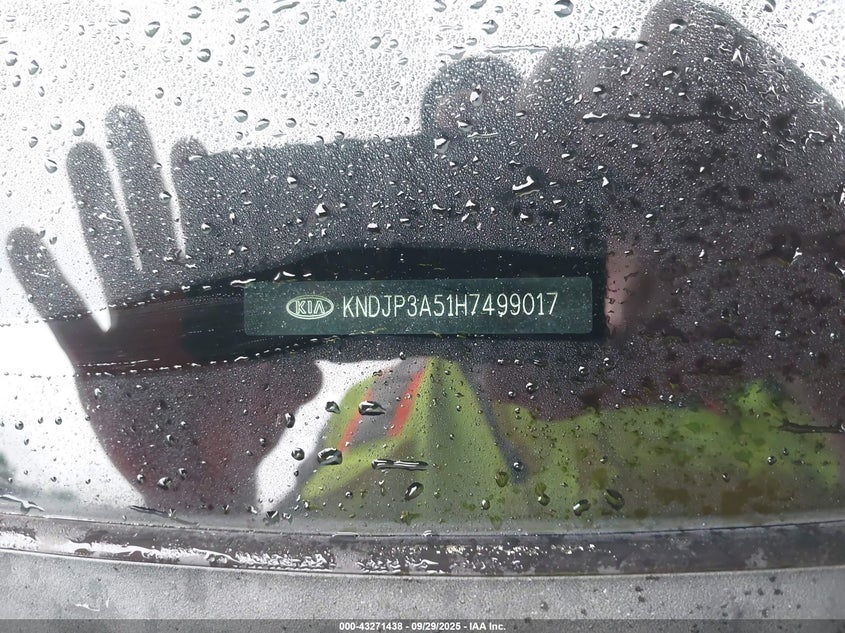 KIA KNDJP3A51H7499017
000-43271438 - 09/29/2025 - IAA Inc.